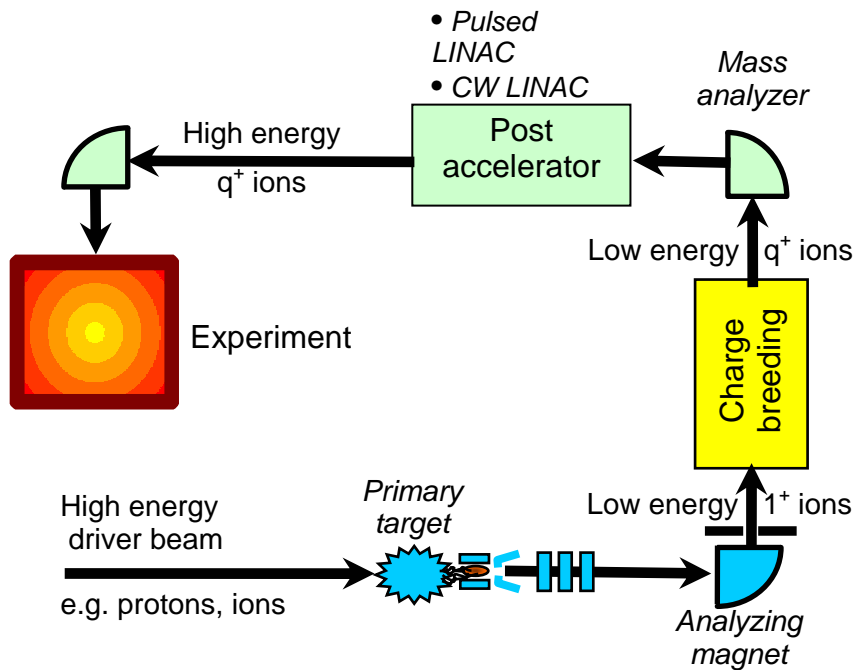 • Pulsed
LINAC
• CW LINAC
Mass
analyzer
Post
accelerator
High energy
q⁺ ions
Low energy q⁺ ions
Experiment
Charge
breeding
Low energy 1⁺ ions
Primary
target
High energy
driver beam
e.g. protons, ions
Analyzing
magnet